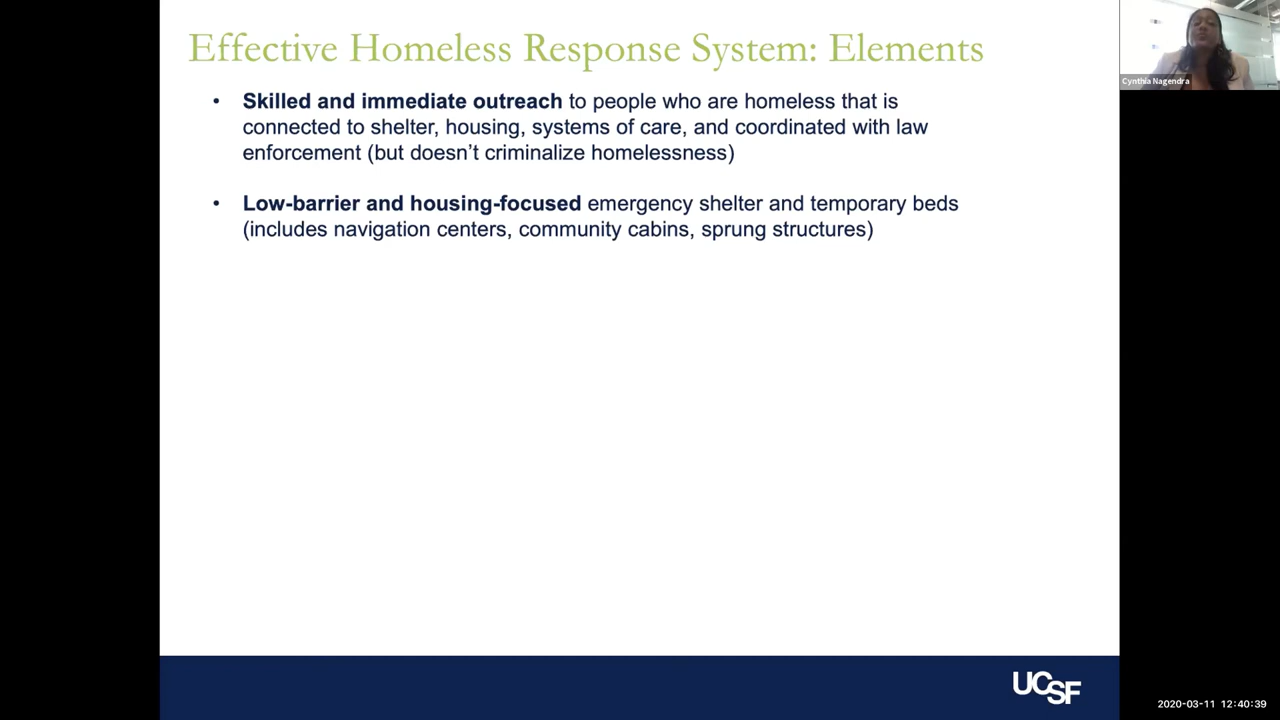 Effective Homeless Response System: Elements
Cynthia Nagendra
• Skilled and immediate outreach to people who are homeless that is
connected to shelter, housing, systems of care, and coordinated with law
enforcement (but doesn’t criminalize homelessness)
• Low-barrier and housing-focused emergency shelter and temporary beds
(includes navigation centers, community cabins, sprung structures)
UCSF
2020-03-11 12:40:39